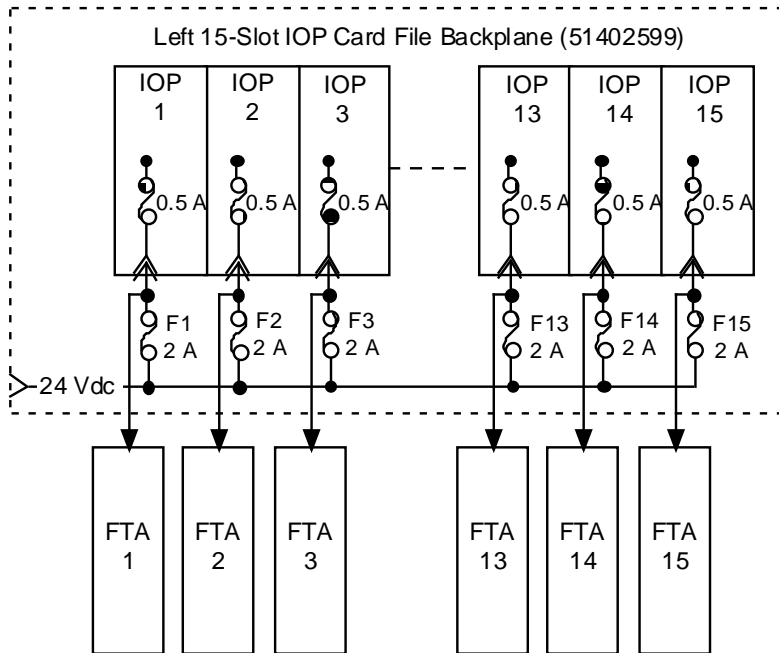 Left 15-Slot IOP Card File Backplane (51402599)
IOP
1
IOP
2
IOP
3
IOP
13
IOP
14
IOP
15
0.5 A
0.5 A
0.5 A
0.5 A
0.5 A
0.5 A
F1
2 A
F2
2 A
F3
2 A
F13
2 A
F14
2 A
F15
2 A
24 Vdc
FTA
1
FTA
2
FTA
3
FTA
13
FTA
14
FTA
15